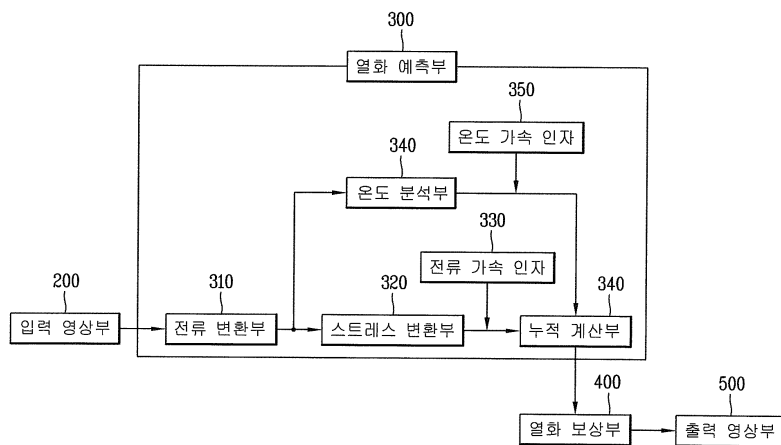 300
열화 예측부
350
온도 가속 인자
340
온도 분석부
330
전류 가속 인자
200
입력 영상부
310
전류 변환부
320
스트레스 변환부
340
누적 계산부
400
열화 보상부
500
출력 영상부